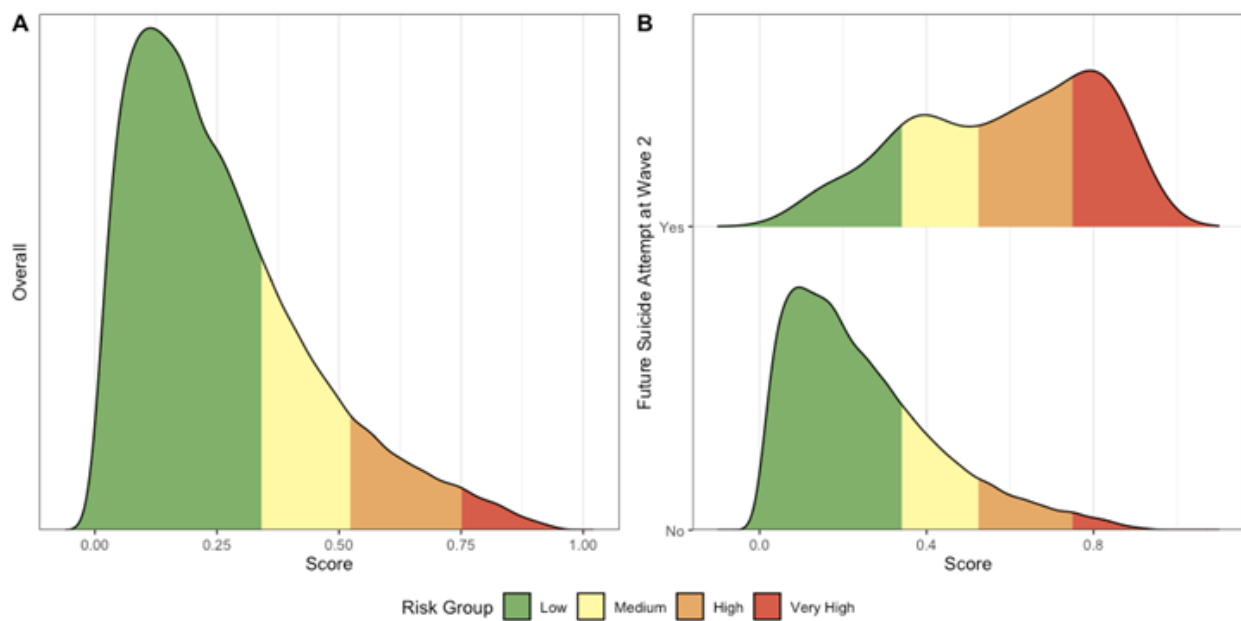 A
Overall
0.00 0.25 0.50 0.75 1.00
Score
B
Future Suicide Attempt at Wave 2
Yes
No
0.0 0.4 0.8
Score
Risk Group Low Medium High Very High